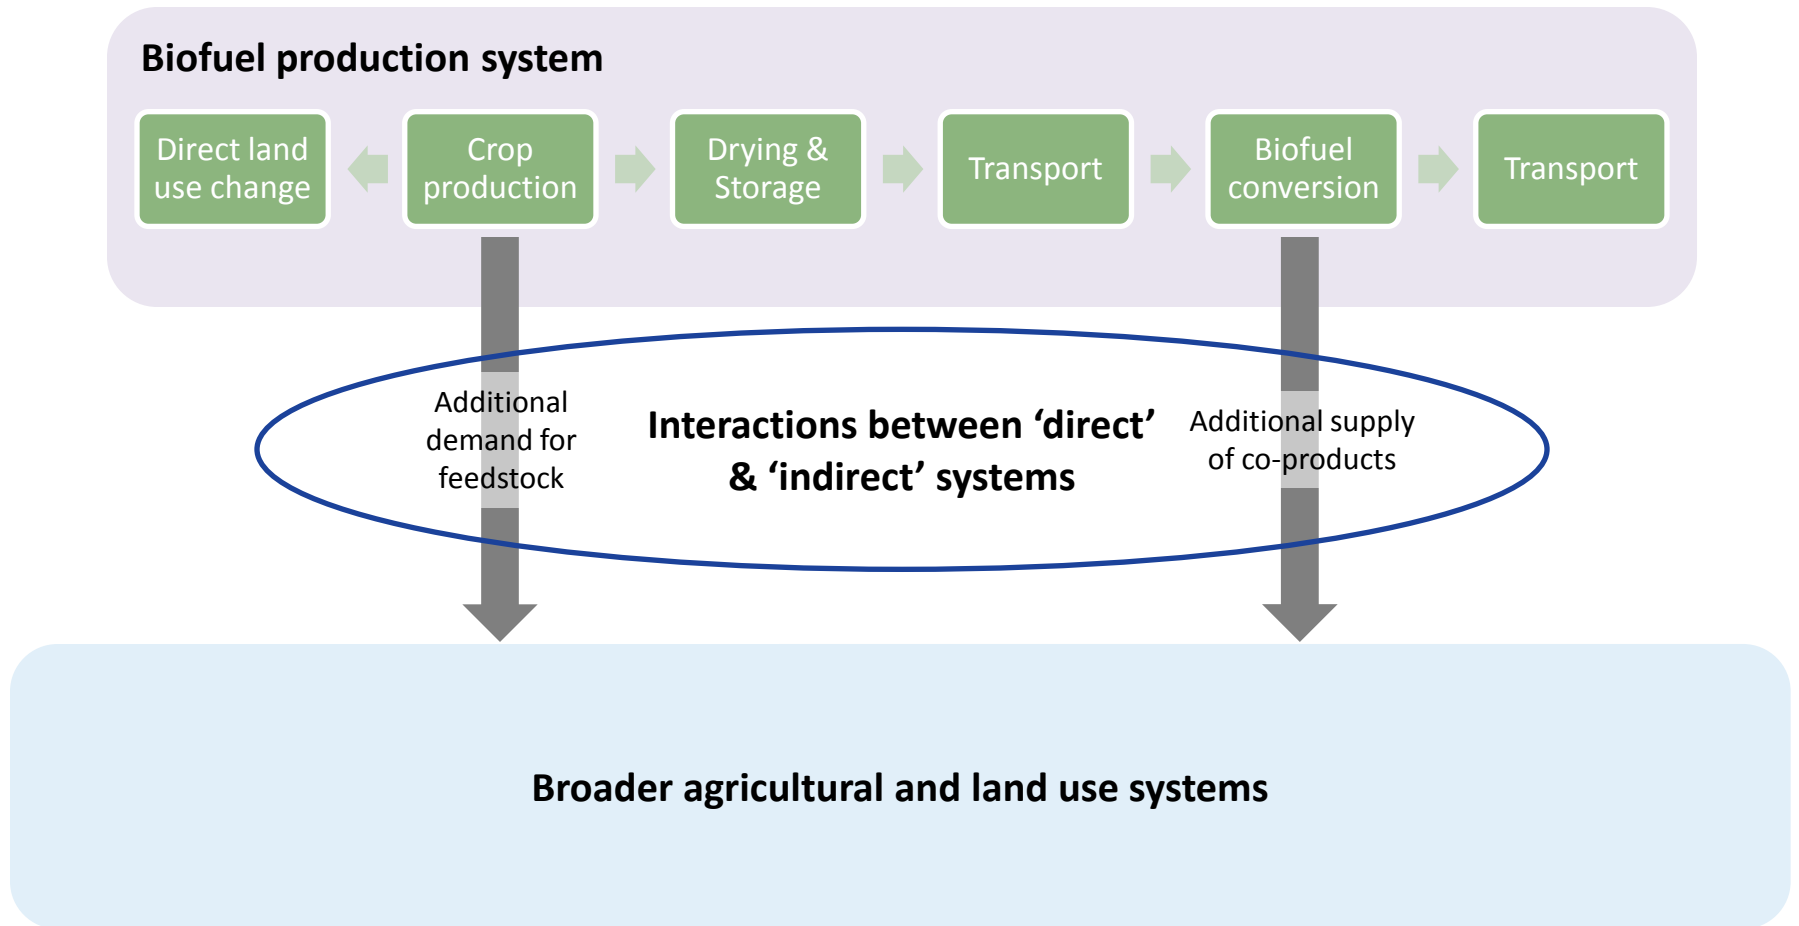 Biofuel production system
Direct land
use change
Crop
production
Drying &
Storage
Transport
Biofuel
conversion
Transport
Additional
demand for
feedstock
Interactions between ‘direct’
& ‘indirect’ systems
Additional supply
of co-products
Broader agricultural and land use systems